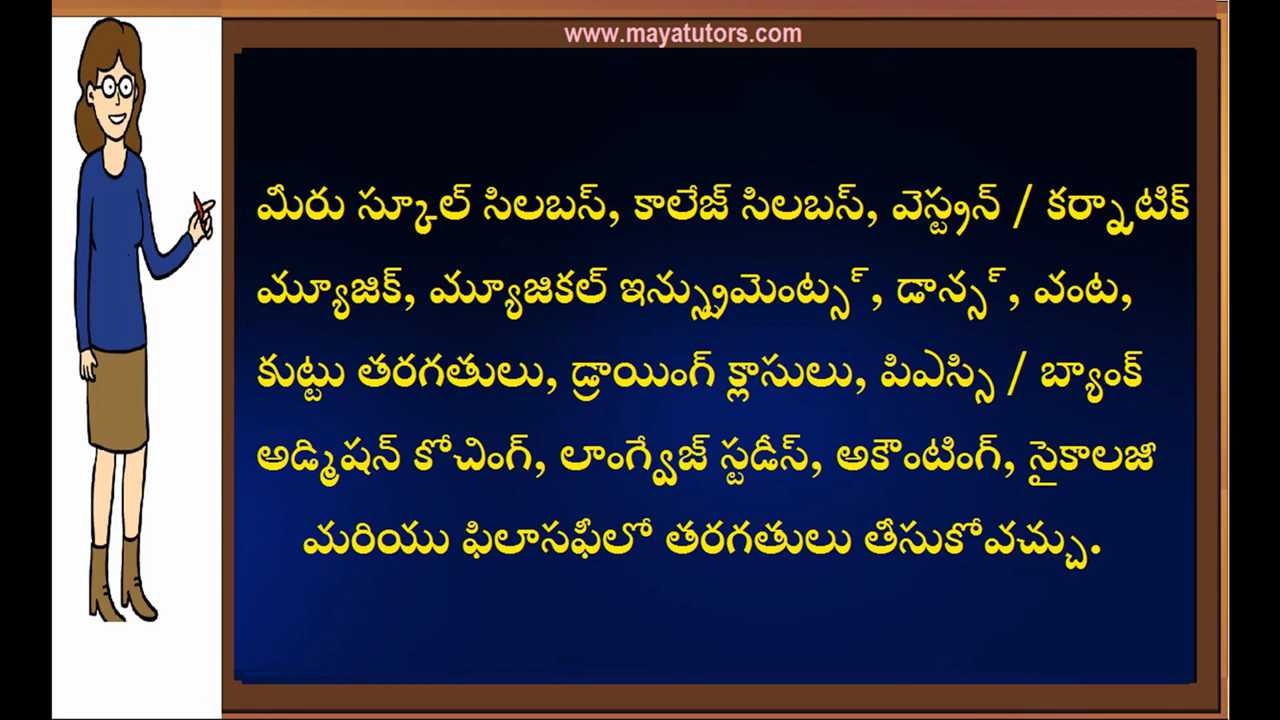 www.mayatutors.com
మీరు స్కూల్ సిలబస్, కాలేజ్ సిలబస్, వెస్ట్రన్ / కర్నాటిక్
మ్యూజిక్, మ్యూజికల్ ఇన్స్ట్రుమెంట్స్, డాన్స్, వంట,
కుట్టు తరగతులు, డ్రాయింగ్ క్లాసులు, పిఎస్సి / బ్యాంక్
అడ్మిషన్ కోచింగ్, లాంగ్వేజ్ స్టడీస్, అకౌంటింగ్, సైకాలజీ
మరియు ఫిలాసఫీలో తరగతులు తీసుకోవచ్చు.